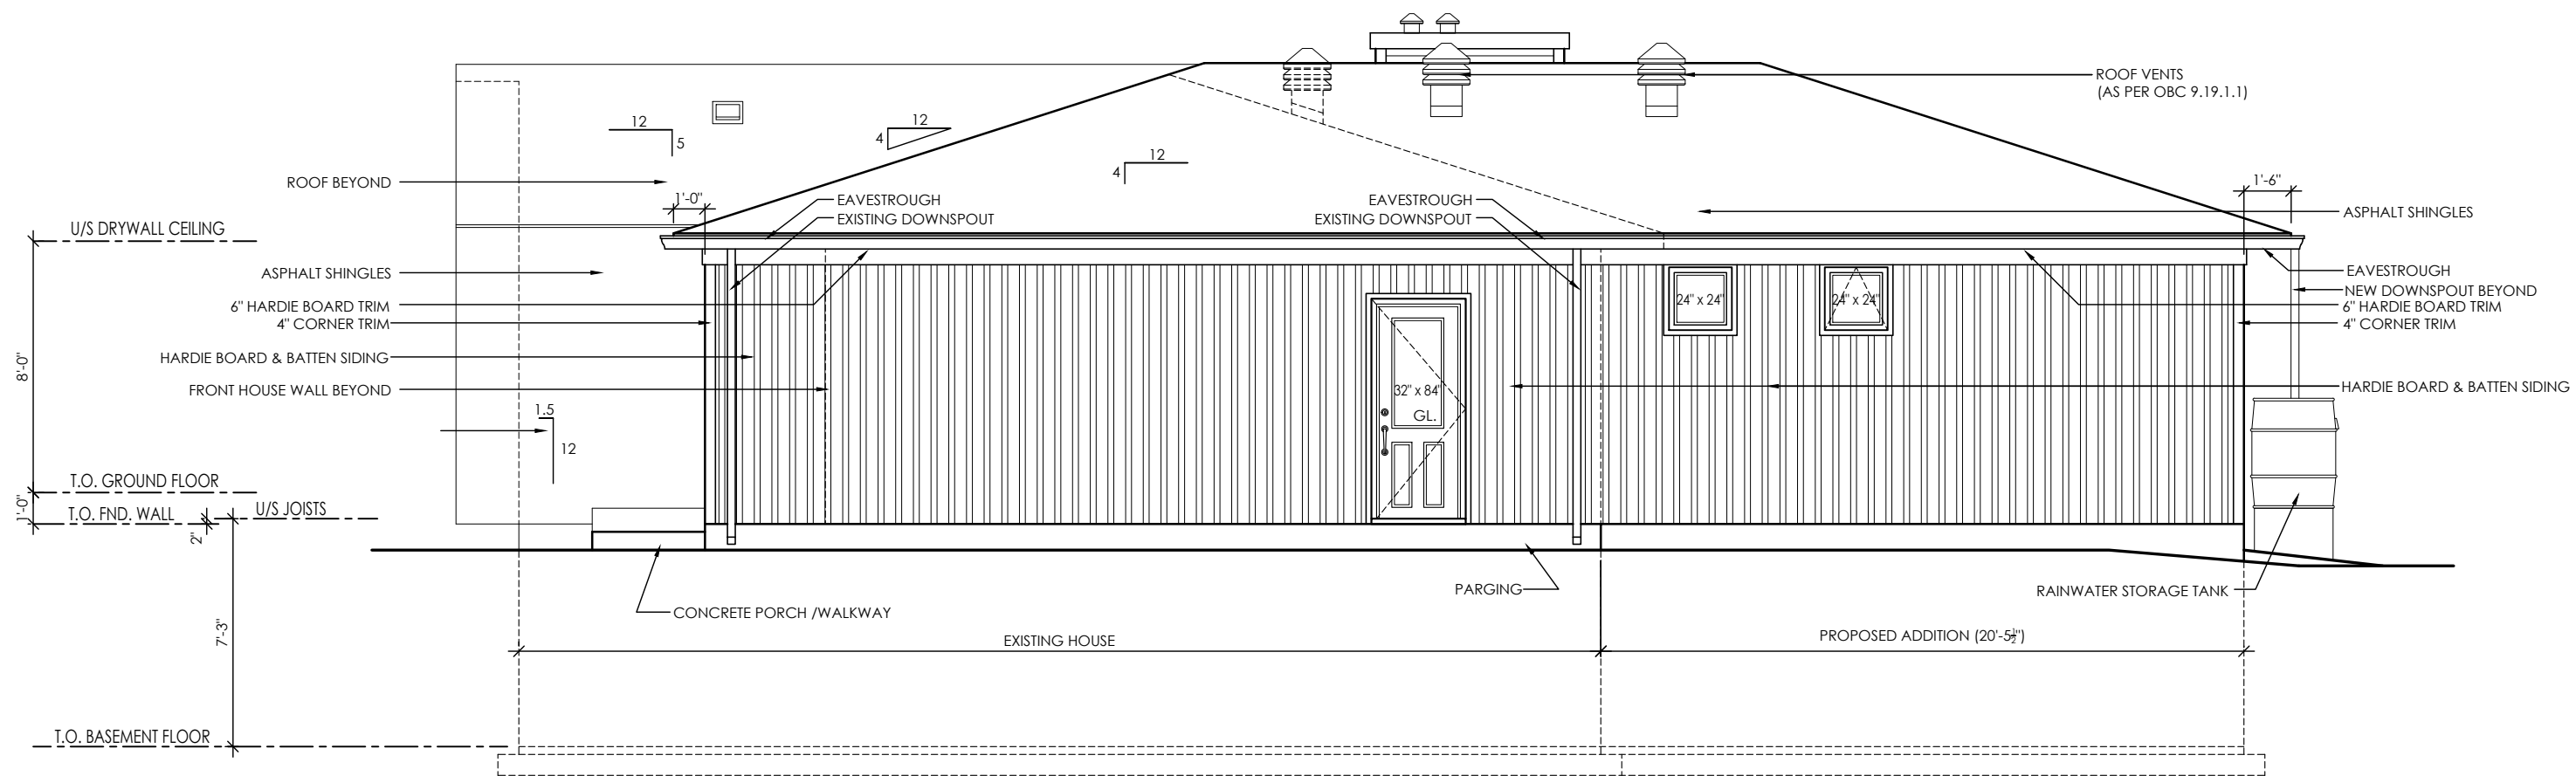 ROOF VENTS
(AS PER OBC 9.19.1.1)
12
5
12
4
12
4
ROOF BEYOND
1'-0"
1'-6"
EAVESTROUGH
EXISTING DOWNSPOUT
EAVESTROUGH
EXISTING DOWNSPOUT
ASPHALT SHINGLES
U/S DRYWALL CEILING
ASPHALT SHINGLES
6" HARDIE BOARD TRIM
4" CORNER TRIM
HARDIE BOARD & BATTEN SIDING
FRONT HOUSE WALL BEYOND
24" x 24"
24" x 24"
EAVESTROUGH
NEW DOWNSPOUT BEYOND
6" HARDIE BOARD TRIM
4" CORNER TRIM
HARDIE BOARD & BATTEN SIDING
32" x 84"
GL.
8'-0"
1.5
12
T.O. GROUND FLOOR
1'-0"
T.O. FND. WALL
U/S JOISTS
2"
PARGING
RAINWATER STORAGE TANK
CONCRETE PORCH /WALKWAY
7'-3"
EXISTING HOUSE
PROPOSED ADDITION (20'-5½")
T.O. BASEMENT FLOOR